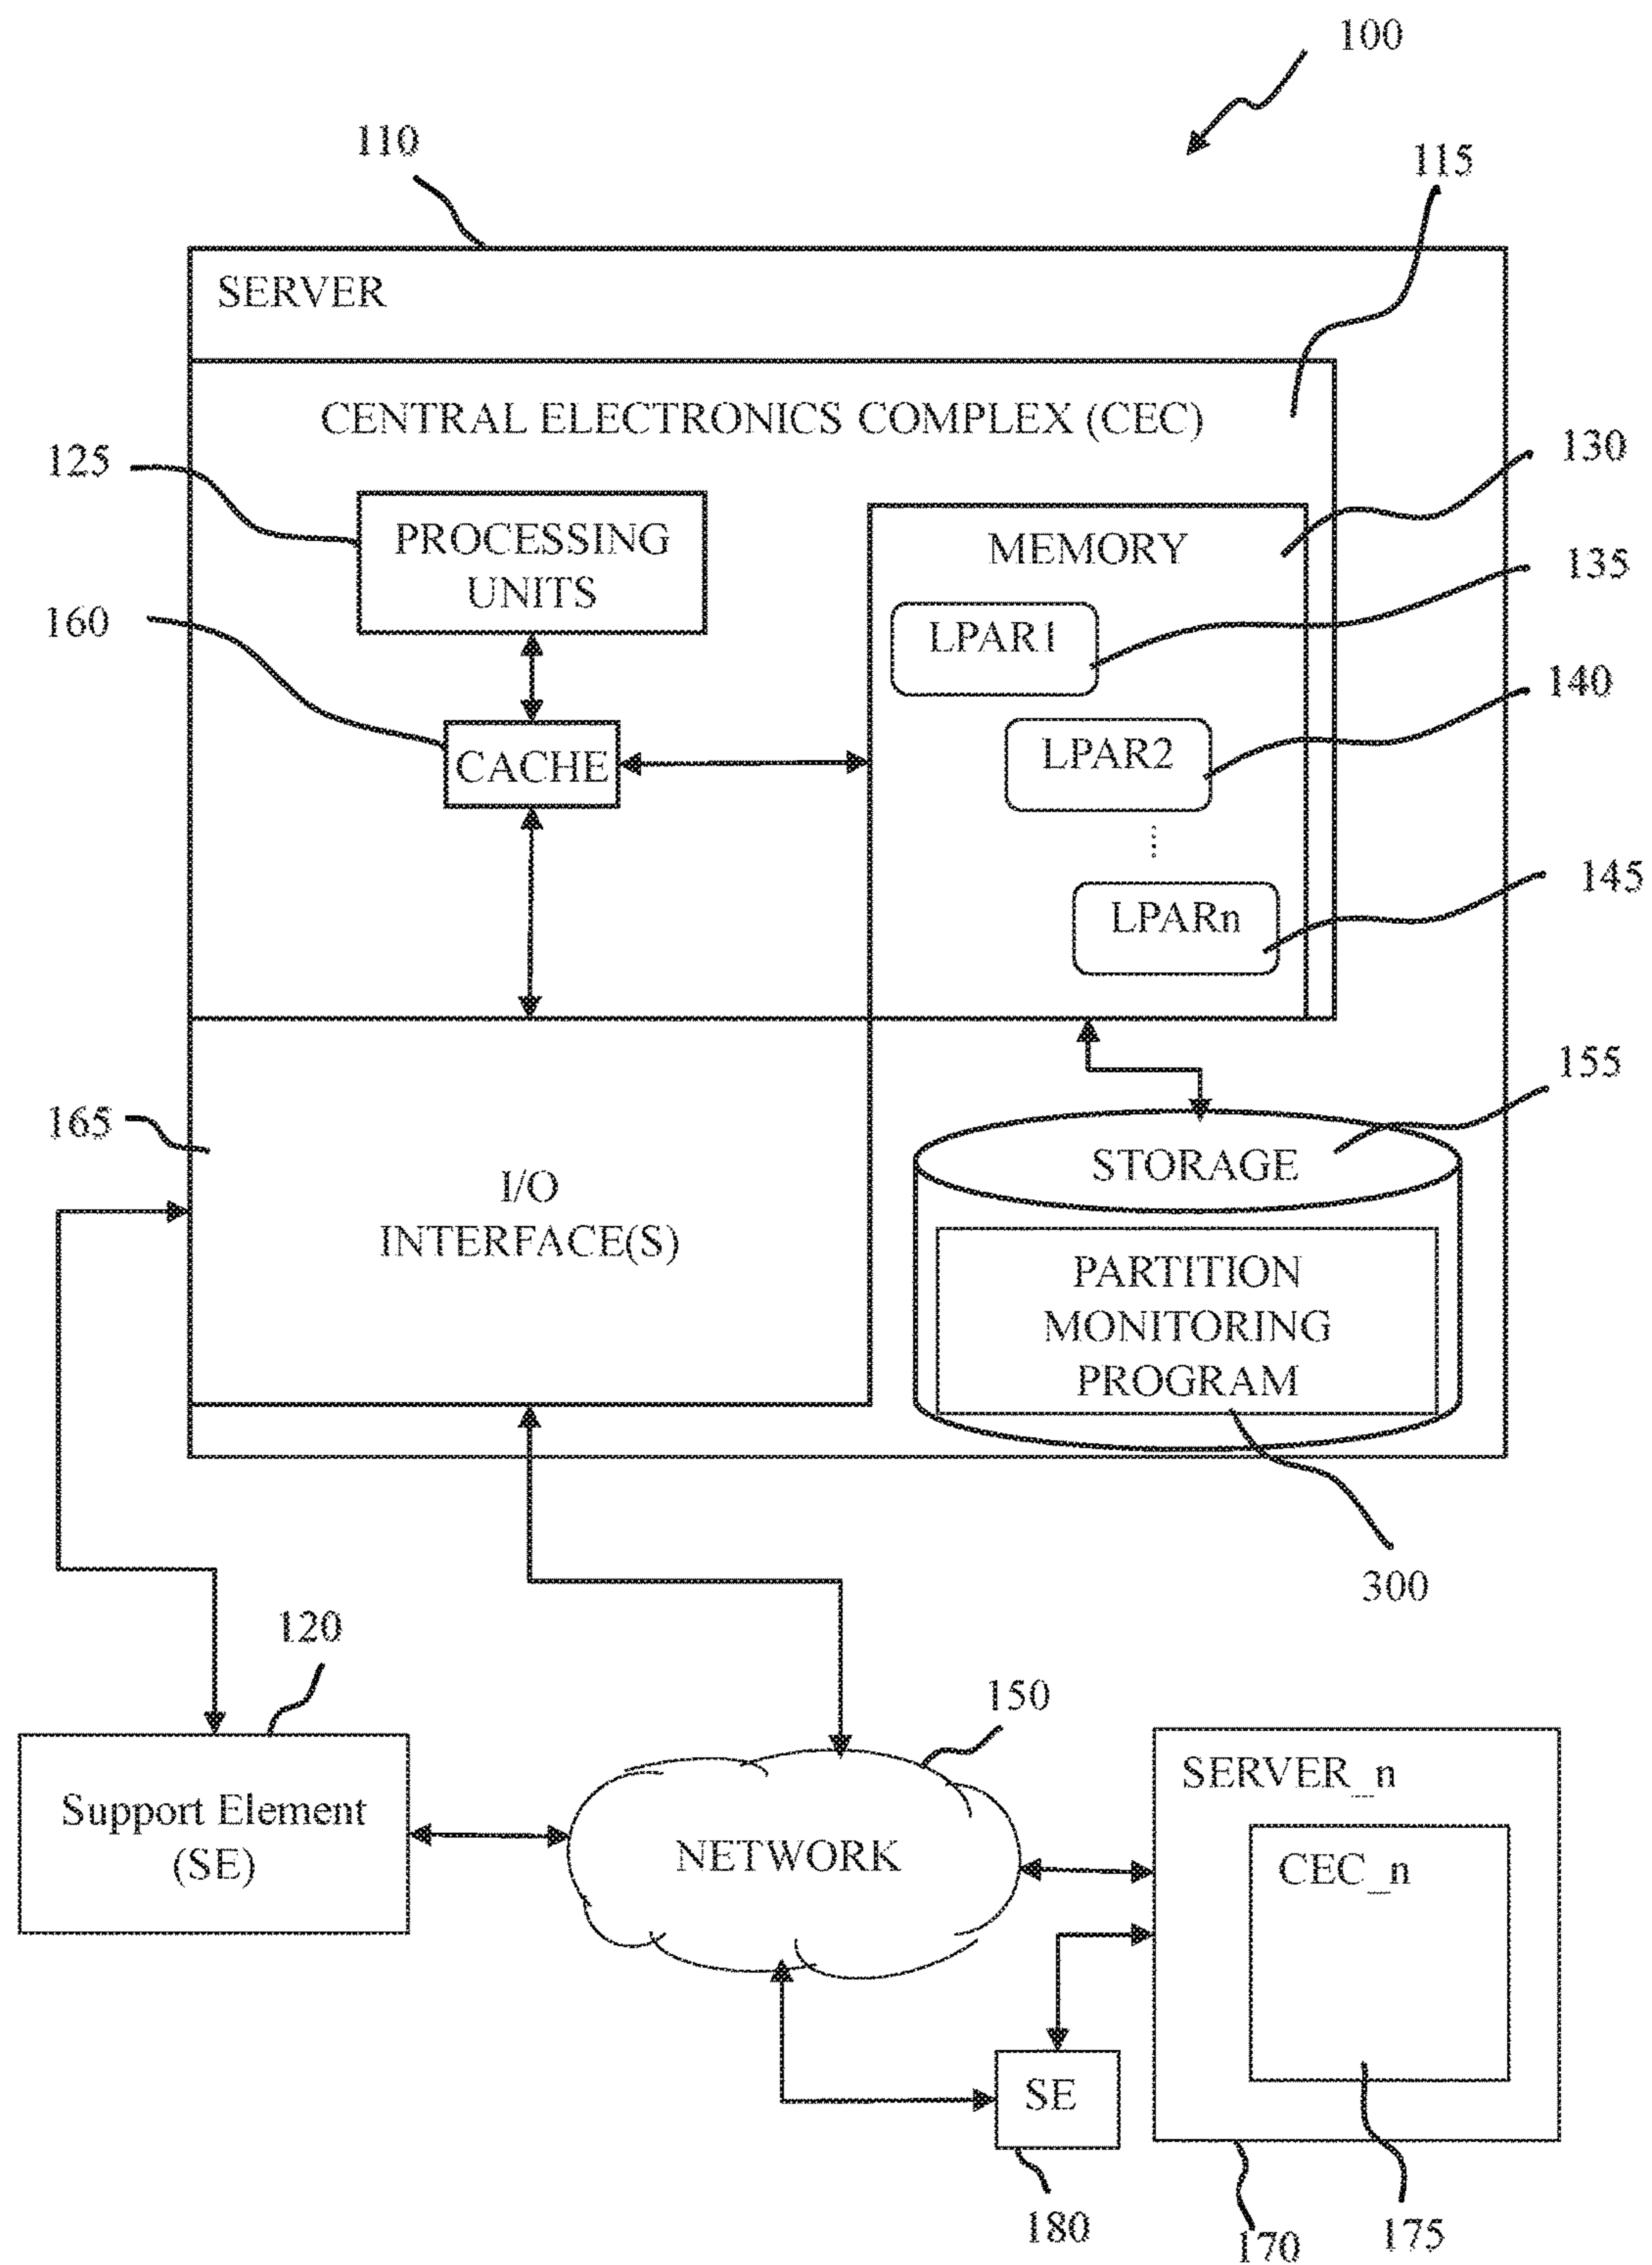 100
110
115
SERVER
CENTRAL ELECTRONICS COMPLEX (CEC)
125
130
PROCESSING
UNITS
MEMORY
135
160
LPAR1
140
CACHE
LPAR2
145
LPARn
155
165
STORAGE
I/O
INTERFACE(S)
PARTITION
MONITORING
PROGRAM
300
120
150
Support Element
(SE)
NETWORK
SERVER_n
CEC_n
SE
180
170
175